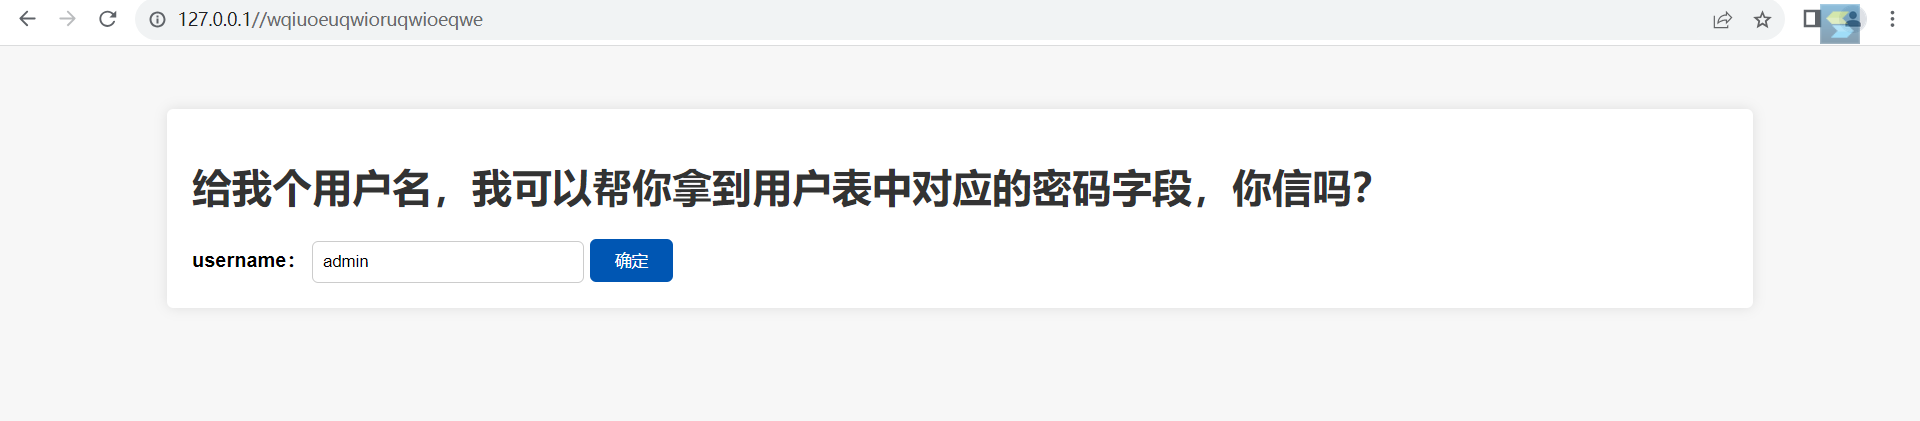 127.0.0.1//wqiuoeuqwioruqwioeqwe
给我个用户名，我可以帮你拿到用户表中对应的密码字段，你信吗？
username： admin 确定